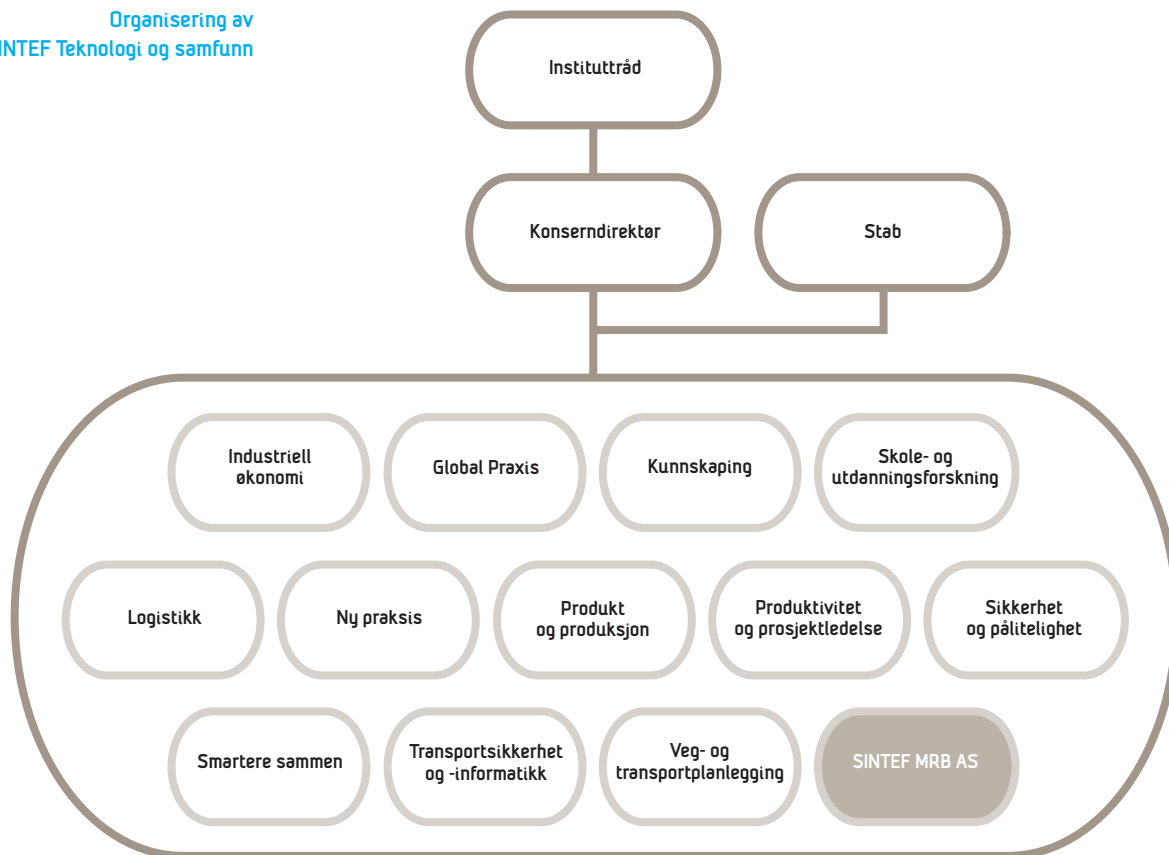 Organisering av
INTEF Teknologi og samfunn
Instituttråd
Konserndirektør
Stab
Industriell
økonomi
Global Praxis
Kunnskaping
Skole- og
utdanningsforskning
Logistikk
Ny praksis
Produkt
og produksjon
Produktivitet
og prosjektledelse
Sikkerhet
og pålitelighet
Smartere sammen
Transportsikkerhet
og -informatikk
Veg- og
transportplanlegging
SINTEF MRB AS